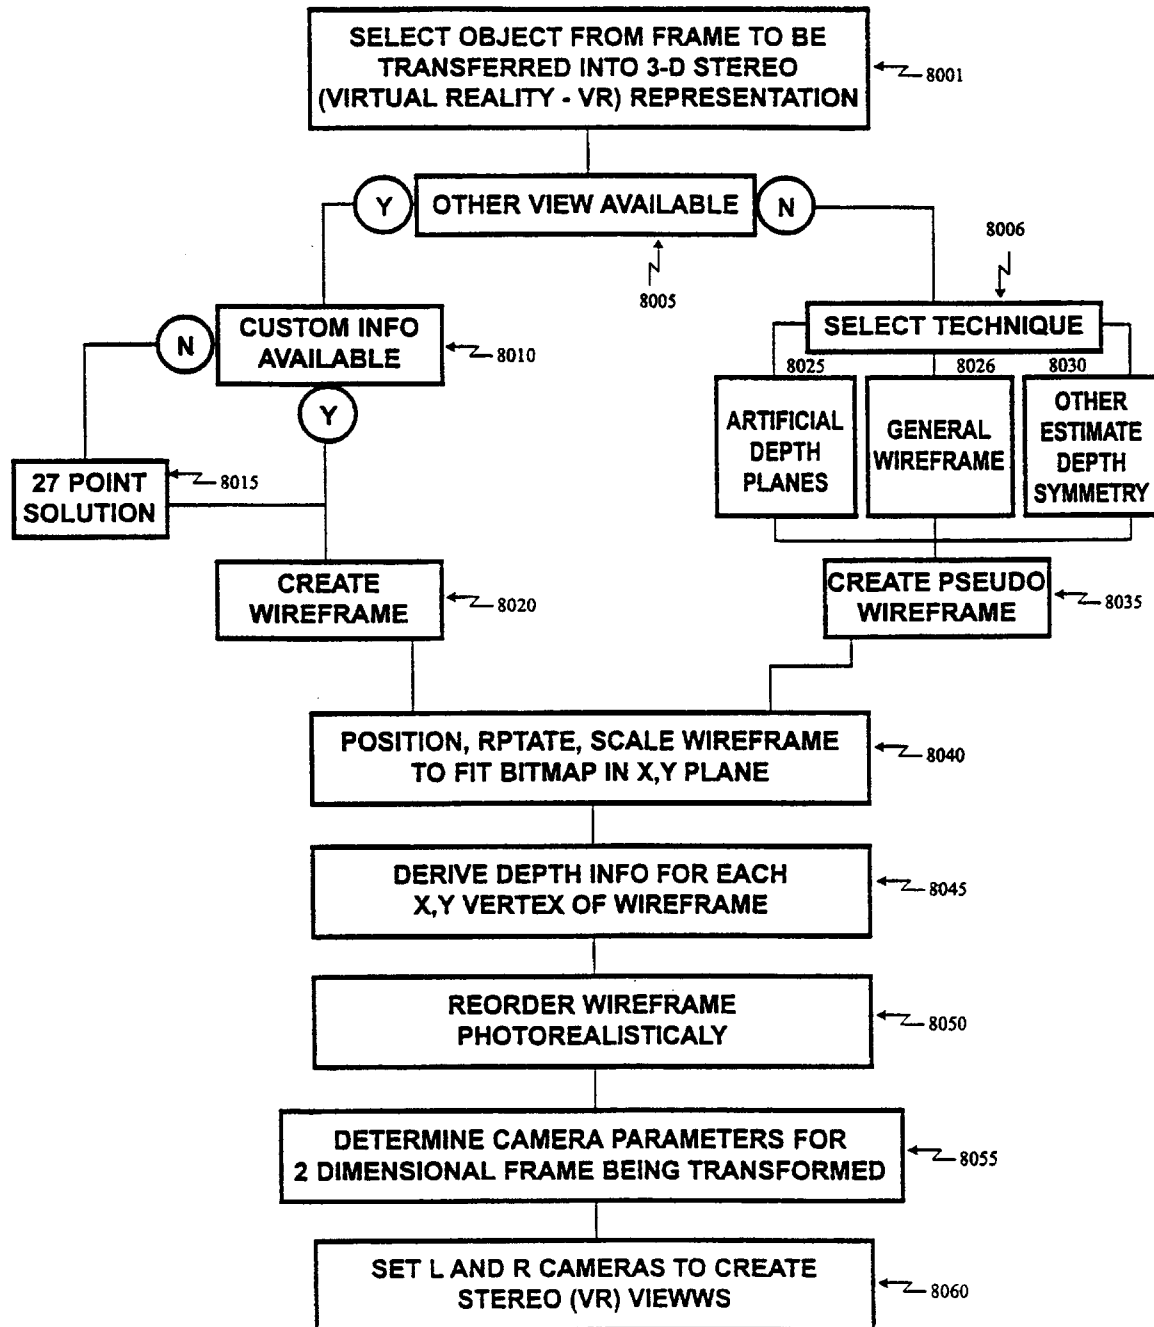 SELECT OBJECT FROM FRAME TO BE
TRANSFERRED INTO 3-D STEREO
(VIRTUAL REALITY - VR) REPRESENTATION
8001
Y
OTHER VIEW AVAILABLE
N
8005
8006
CUSTOM INFO
AVAILABLE
N
8010
Y
SELECT TECHNIQUE
8025
8026
8030
ARTIFICIAL
DEPTH
PLANES
GENERAL
WIREFRAME
OTHER
ESTIMATE
DEPTH
SYMMETRY
27 POINT
SOLUTION
8015
CREATE
WIREFRAME
8020
CREATE PSEUDO
WIREFRAME
8035
POSITION, RPTATE, SCALE WIREFRAME
TO FIT BITMAP IN X,Y PLANE
8040
DERIVE DEPTH INFO FOR EACH
X,Y VERTEX OF WIREFRAME
8045
REORDER WIREFRAME
PHOTOREALISTICALY
8050
DETERMINE CAMERA PARAMETERS FOR
2 DIMENSIONAL FRAME BEING TRANSFORMED
8055
SET L AND R CAMERAS TO CREATE
STEREO (VR) VIEWWS
8060